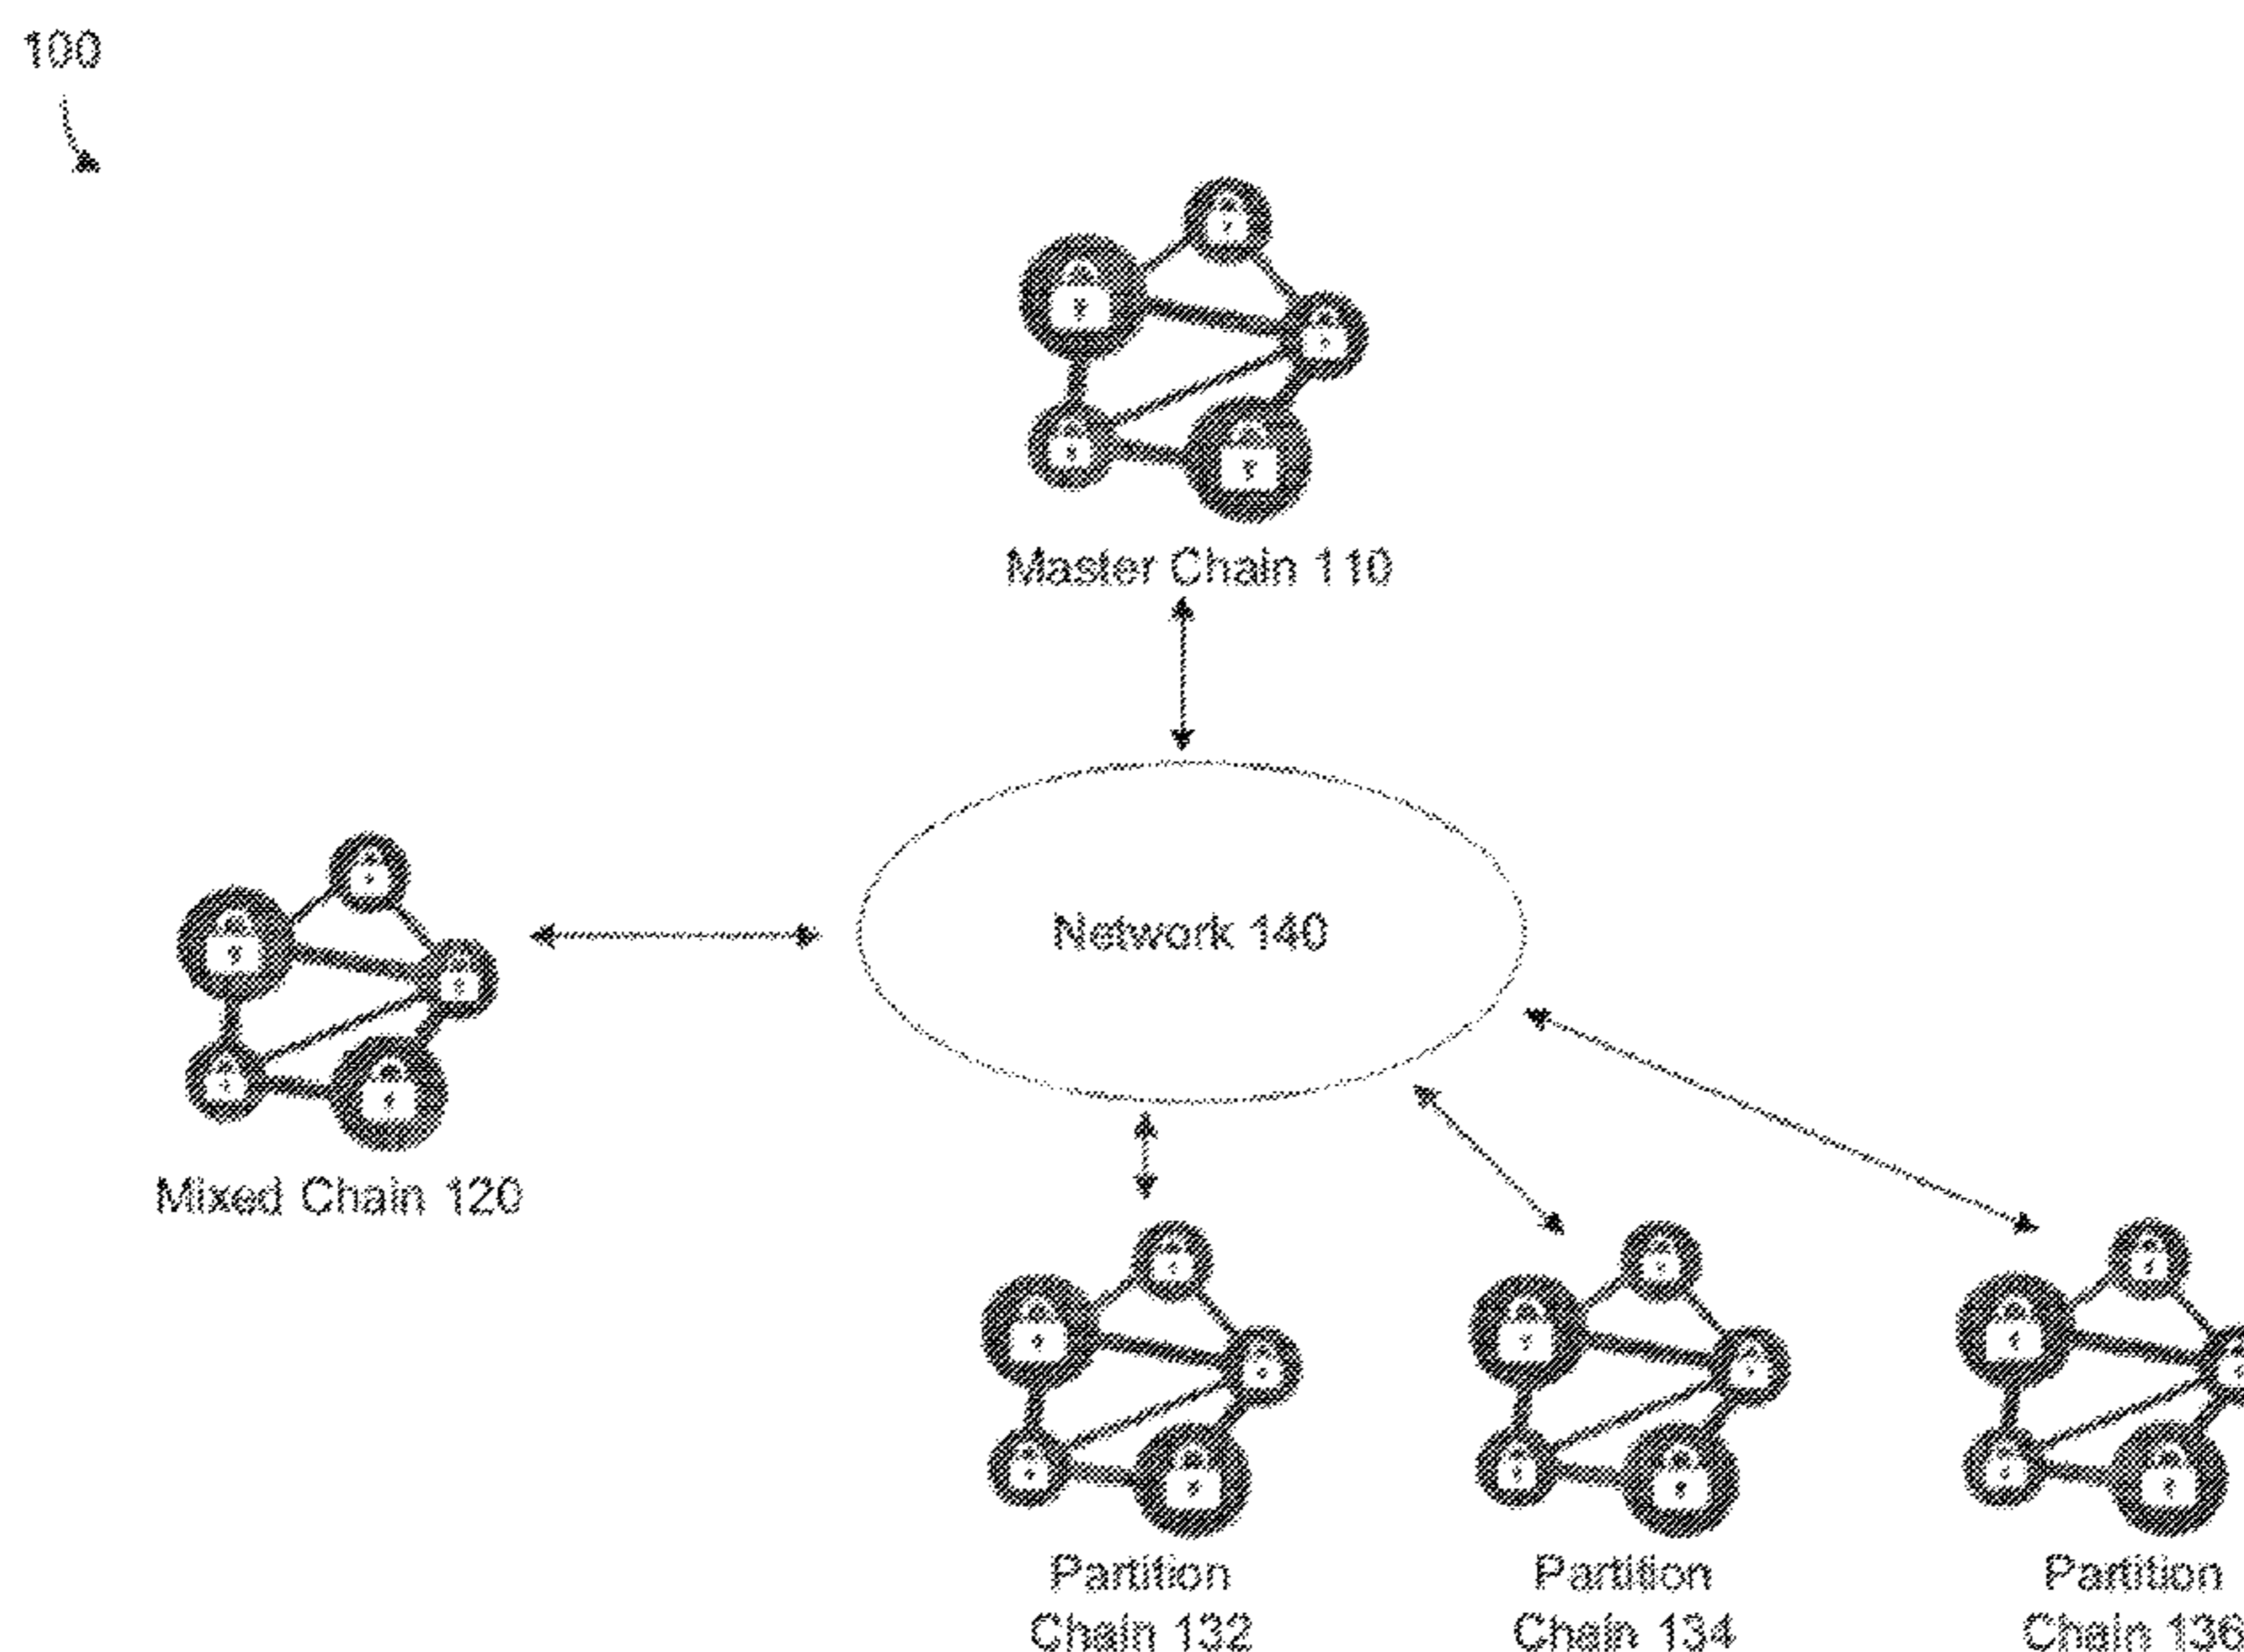 100
Master Chain 110
Network 140
Mixed Chain 120
Partition
Chain 132
Partition
Chain 134
Partition
Chain 136